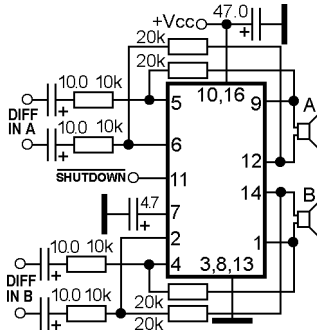 +Vcc 47.0
+
20k
20k
10.0 10k
+
5
10,16
9
A
DIFF
IN A
10.0 10k
+
6
12
SHUTDOWN
11
14
B
4.7
+
7
2
1
10.0 10k
+
4
3,8,13
DIFF
IN B
10.0 10k
+
20k
20k